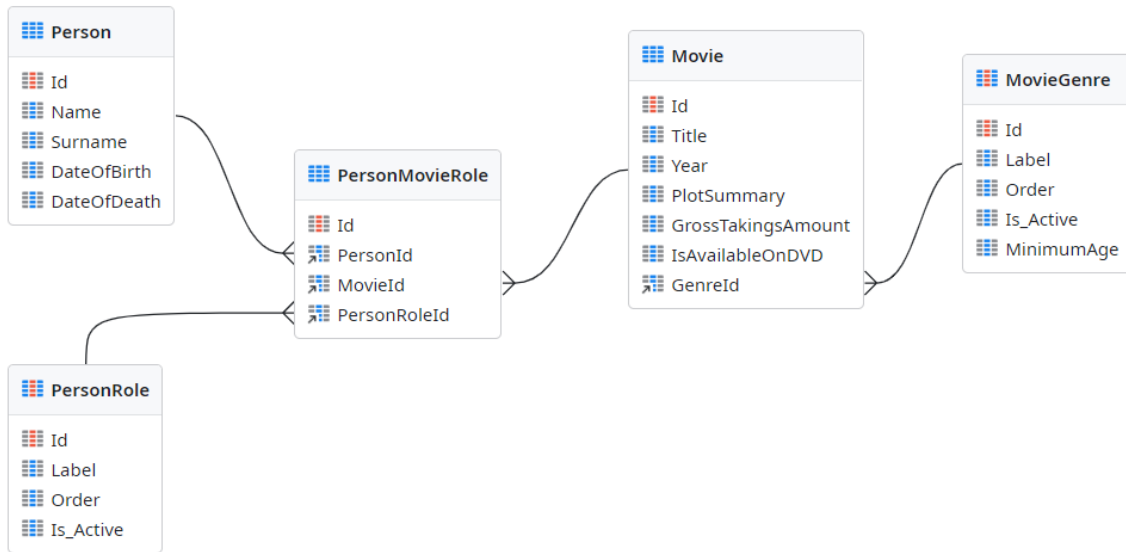 Person
Id
Name
Surname
DateOfBirth
DateOfDeath
PersonMovieRole
Id
PersonId
MovieId
PersonRoleId
Movie
Id
Title
Year
PlotSummary
GrossTakingsAmount
IsAvailableOnDVD
GenreId
MovieGenre
Id
Label
Order
Is_Active
MinimumAge
PersonRole
Id
Label
Order
Is_Active